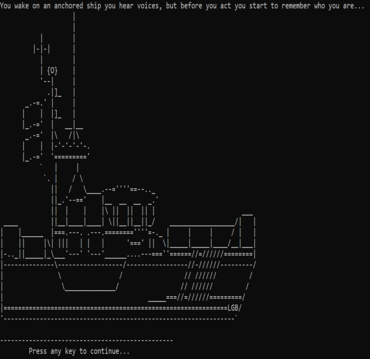 You wake on an anchored ship you hear voices, but before you act you start to remember who you are...
LGB/
Press any key to continue...